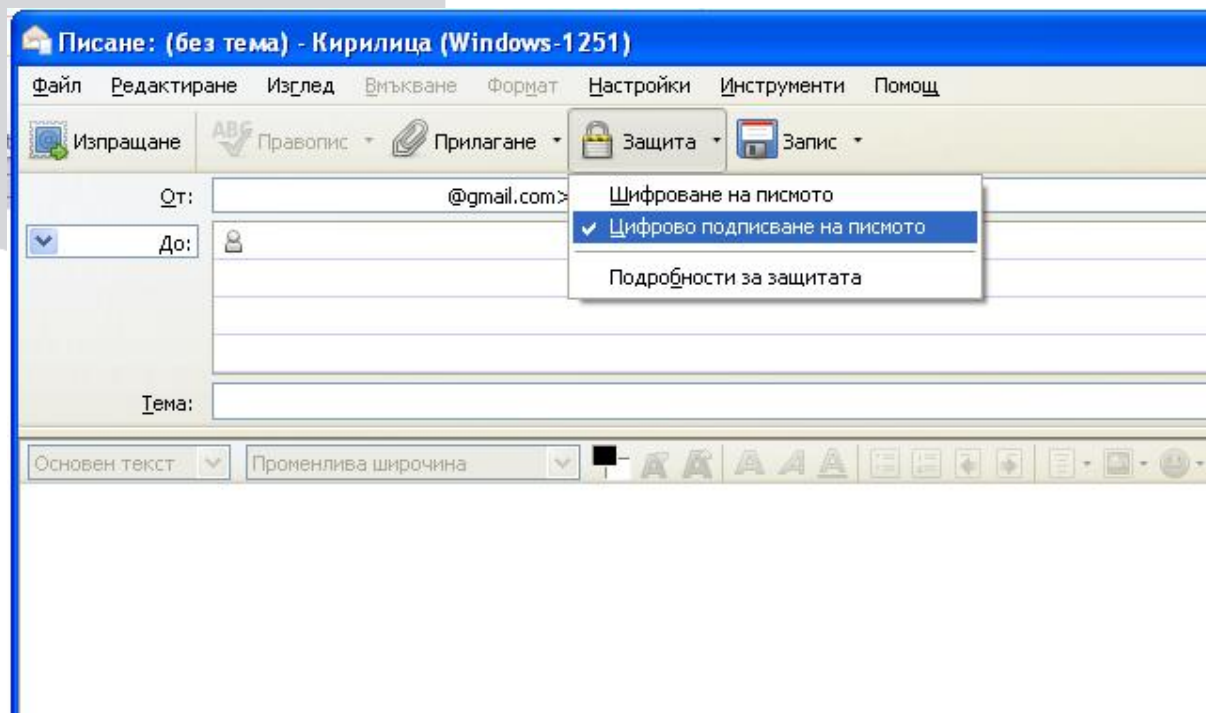 Писане: (без тема) - Кирилица (Windows-1251)
Файл Редактиране Изглед Вмъкване Формат Настройки Инструменти Помощ
Изпращане ABC Правопис Прилагане Защита Запис
От: @gmail.com>
Шифроване на писмото
Цифрово подписване на писмото
Подробности за защитата
До:
Тема:
Основен текст Променлива широчина